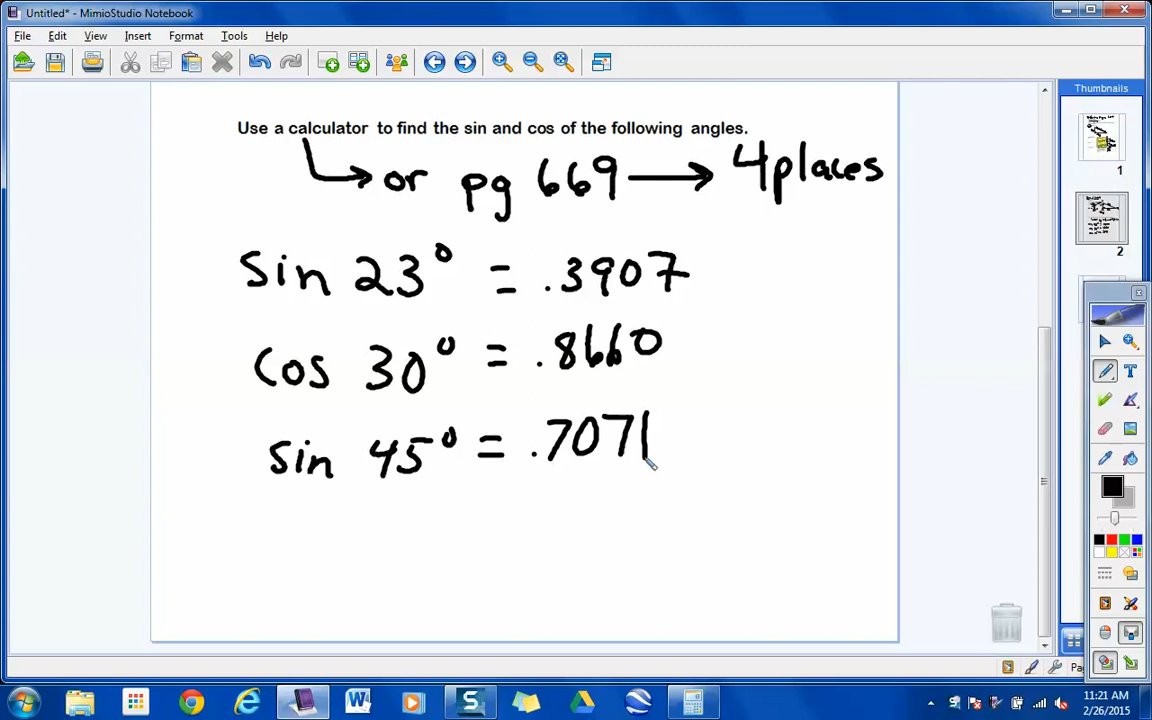 Untitled* - MimioStudio Notebook
File Edit View Insert Format Tools Help
Thumbnails
Use a calculator to find the sin and cos of the following angles.
or pg 669 → 4 places
1
sin 23° = .3907
2
cos 30° = .8660
sin 45° = .7071
11:21 AM
2/26/2015